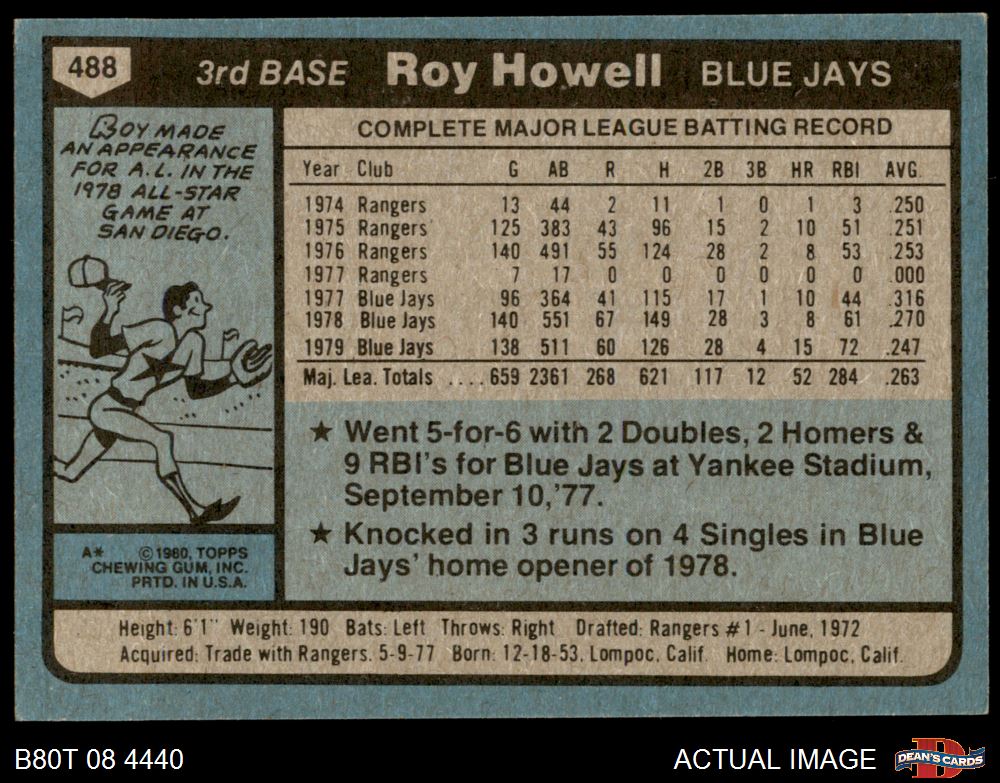 488 3rd BASE Roy Howell BLUE JAYS
ROY MADE
AN APPEARANCE
FOR A.L. IN THE
1978 ALL-STAR
GAME AT
SAN DIEGO.
A* © 1980, TOPPS
CHEWING GUM, INC.
PRTD. IN U.S.A.
COMPLETE MAJOR LEAGUE BATTING RECORD
Year Club G AB R H 2B 3B HR RBI AVG.
1974 Rangers 13 44 2 11 1 0 1 3 .250
1975 Rangers 125 383 43 96 15 2 10 51 .251
1976 Rangers 140 491 55 124 28 2 8 53 .253
1977 Rangers 7 17 0 0 0 0 0 0 .000
1977 Blue Jays 96 364 41 115 17 1 10 44 .316
1978 Blue Jays 140 551 67 149 28 3 8 61 .270
1979 Blue Jays 138 511 60 126 28 4 15 72 .247
Maj. Lea. Totals .... 659 2361 268 621 117 12 52 284 .263
★ Went 5-for-6 with 2 Doubles, 2 Homers &
9 RBI's for Blue Jays at Yankee Stadium,
September 10,'77.
★ Knocked in 3 runs on 4 Singles in Blue
Jays' home opener of 1978.
Height: 6'1" Weight: 190 Bats: Left Throws: Right Drafted: Rangers #1 - June, 1972
Acquired: Trade with Rangers, 5-9-77 Born: 12-18-53, Lompoc, Calif. Home: Lompoc, Calif.
B80T 08 4440 ACTUAL IMAGE DEAN'S CARDS